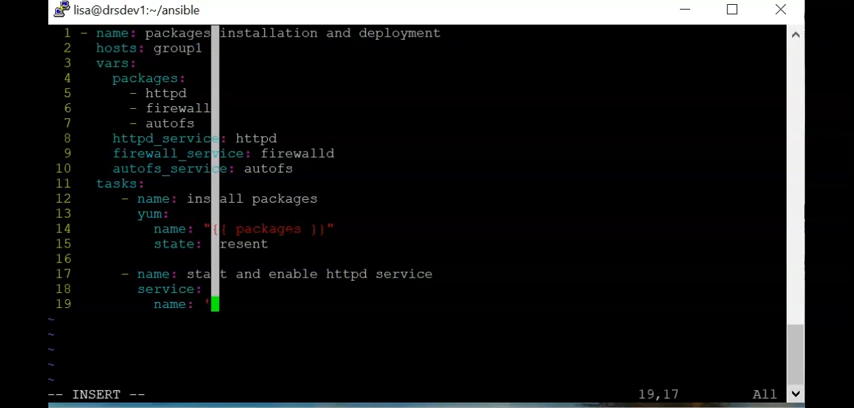 lisa@drsdev1:~/ansible
1 - name: packages installation and deployment
2 hosts: group1
3 vars:
4 packages:
5 - httpd
6 - firewall
7 - autofs
8 httpd_service: httpd
9 firewall_service: firewalld
10 autofs_service: autofs
11 tasks:
12 - name: install packages
13 yum:
14 name: "{{ packages }}"
15 state: present
16
17 - name: start and enable httpd service
18 service:
19 name: '
~
~
~
~
~
-- INSERT -- 19,17 All